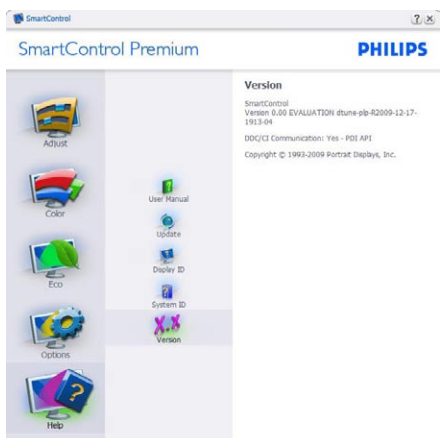 SmartControl
SmartControl Premium
PHILIPS
Adjust
Color
Eco
Options
Help
User Manual
Update
Display ID
System ID
X.X
Version
Version
SmartControl
Version 0.00 EVALUATION dtune-plp-R2009-12-17-
1913-04
DDC/CI Communication: Yes - PDI API
Copyright © 1993-2009 Portrait Displays, Inc.